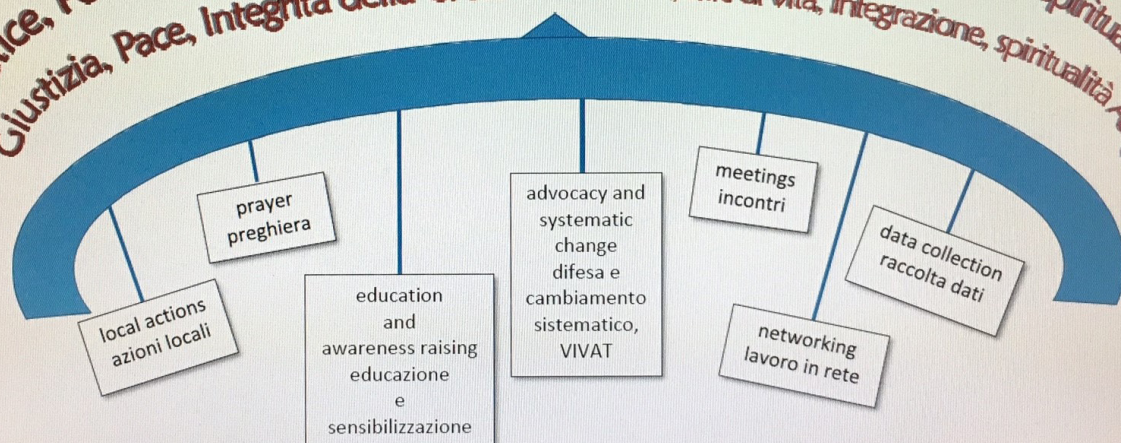 Giustizia, Pace, Integrità
integrazione, spiritualità
local actions
azioni locali
prayer
preghiera
education
and
awareness raising
educazione
e
sensibilizzazione
advocacy and
systematic
change
difesa e
cambiamento
sistematico,
VIVAT
meetings
incontri
networking
lavoro in rete
data collection
raccolta dati